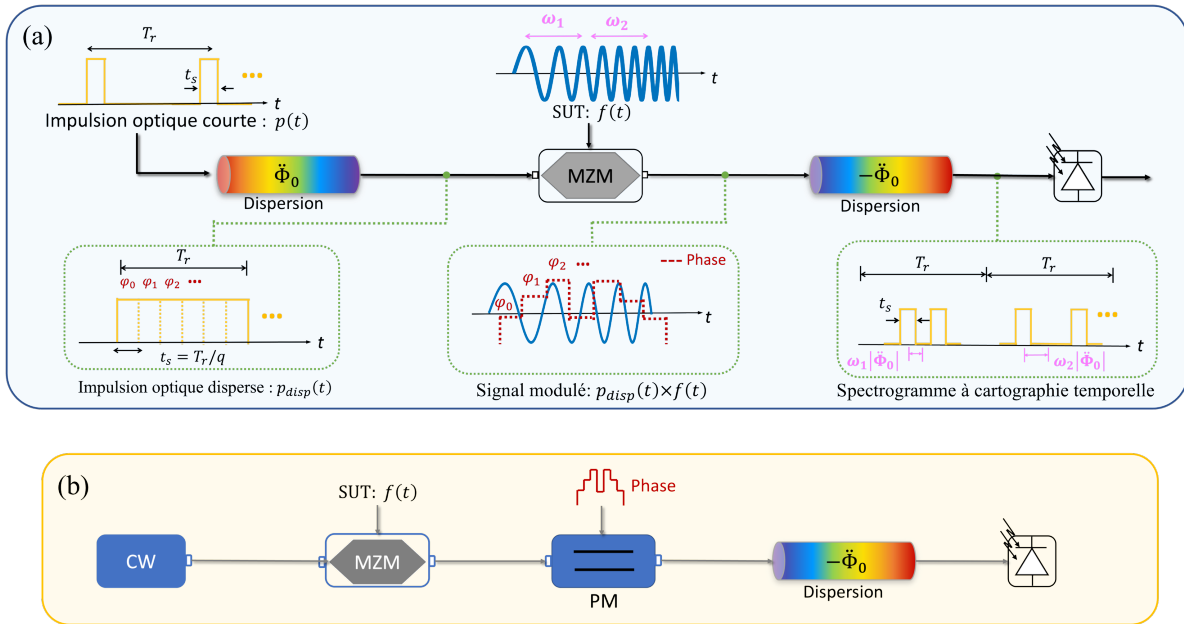 (a)
T_r
t_s
t
Impulsion optique courte : p(t)
ω_1 ω_2
t
SUT: f(t)
Φ̈_0
Dispersion
MZM
−Φ̈_0
Dispersion
T_r
φ_0 φ_1 φ_2 •••
t
t_s = T_r/q
Impulsion optique disperse : p_disp(t)
φ_0 φ_1 φ_2 ••• Phase
t
Signal modulé: p_disp(t)×f(t)
T_r T_r
t_s
t
ω_1|Φ̈_0| ω_2|Φ̈_0|
Spectrogramme à cartographie temporelle
(b)
SUT: f(t)
Phase
CW
MZM
PM
−Φ̈_0
Dispersion